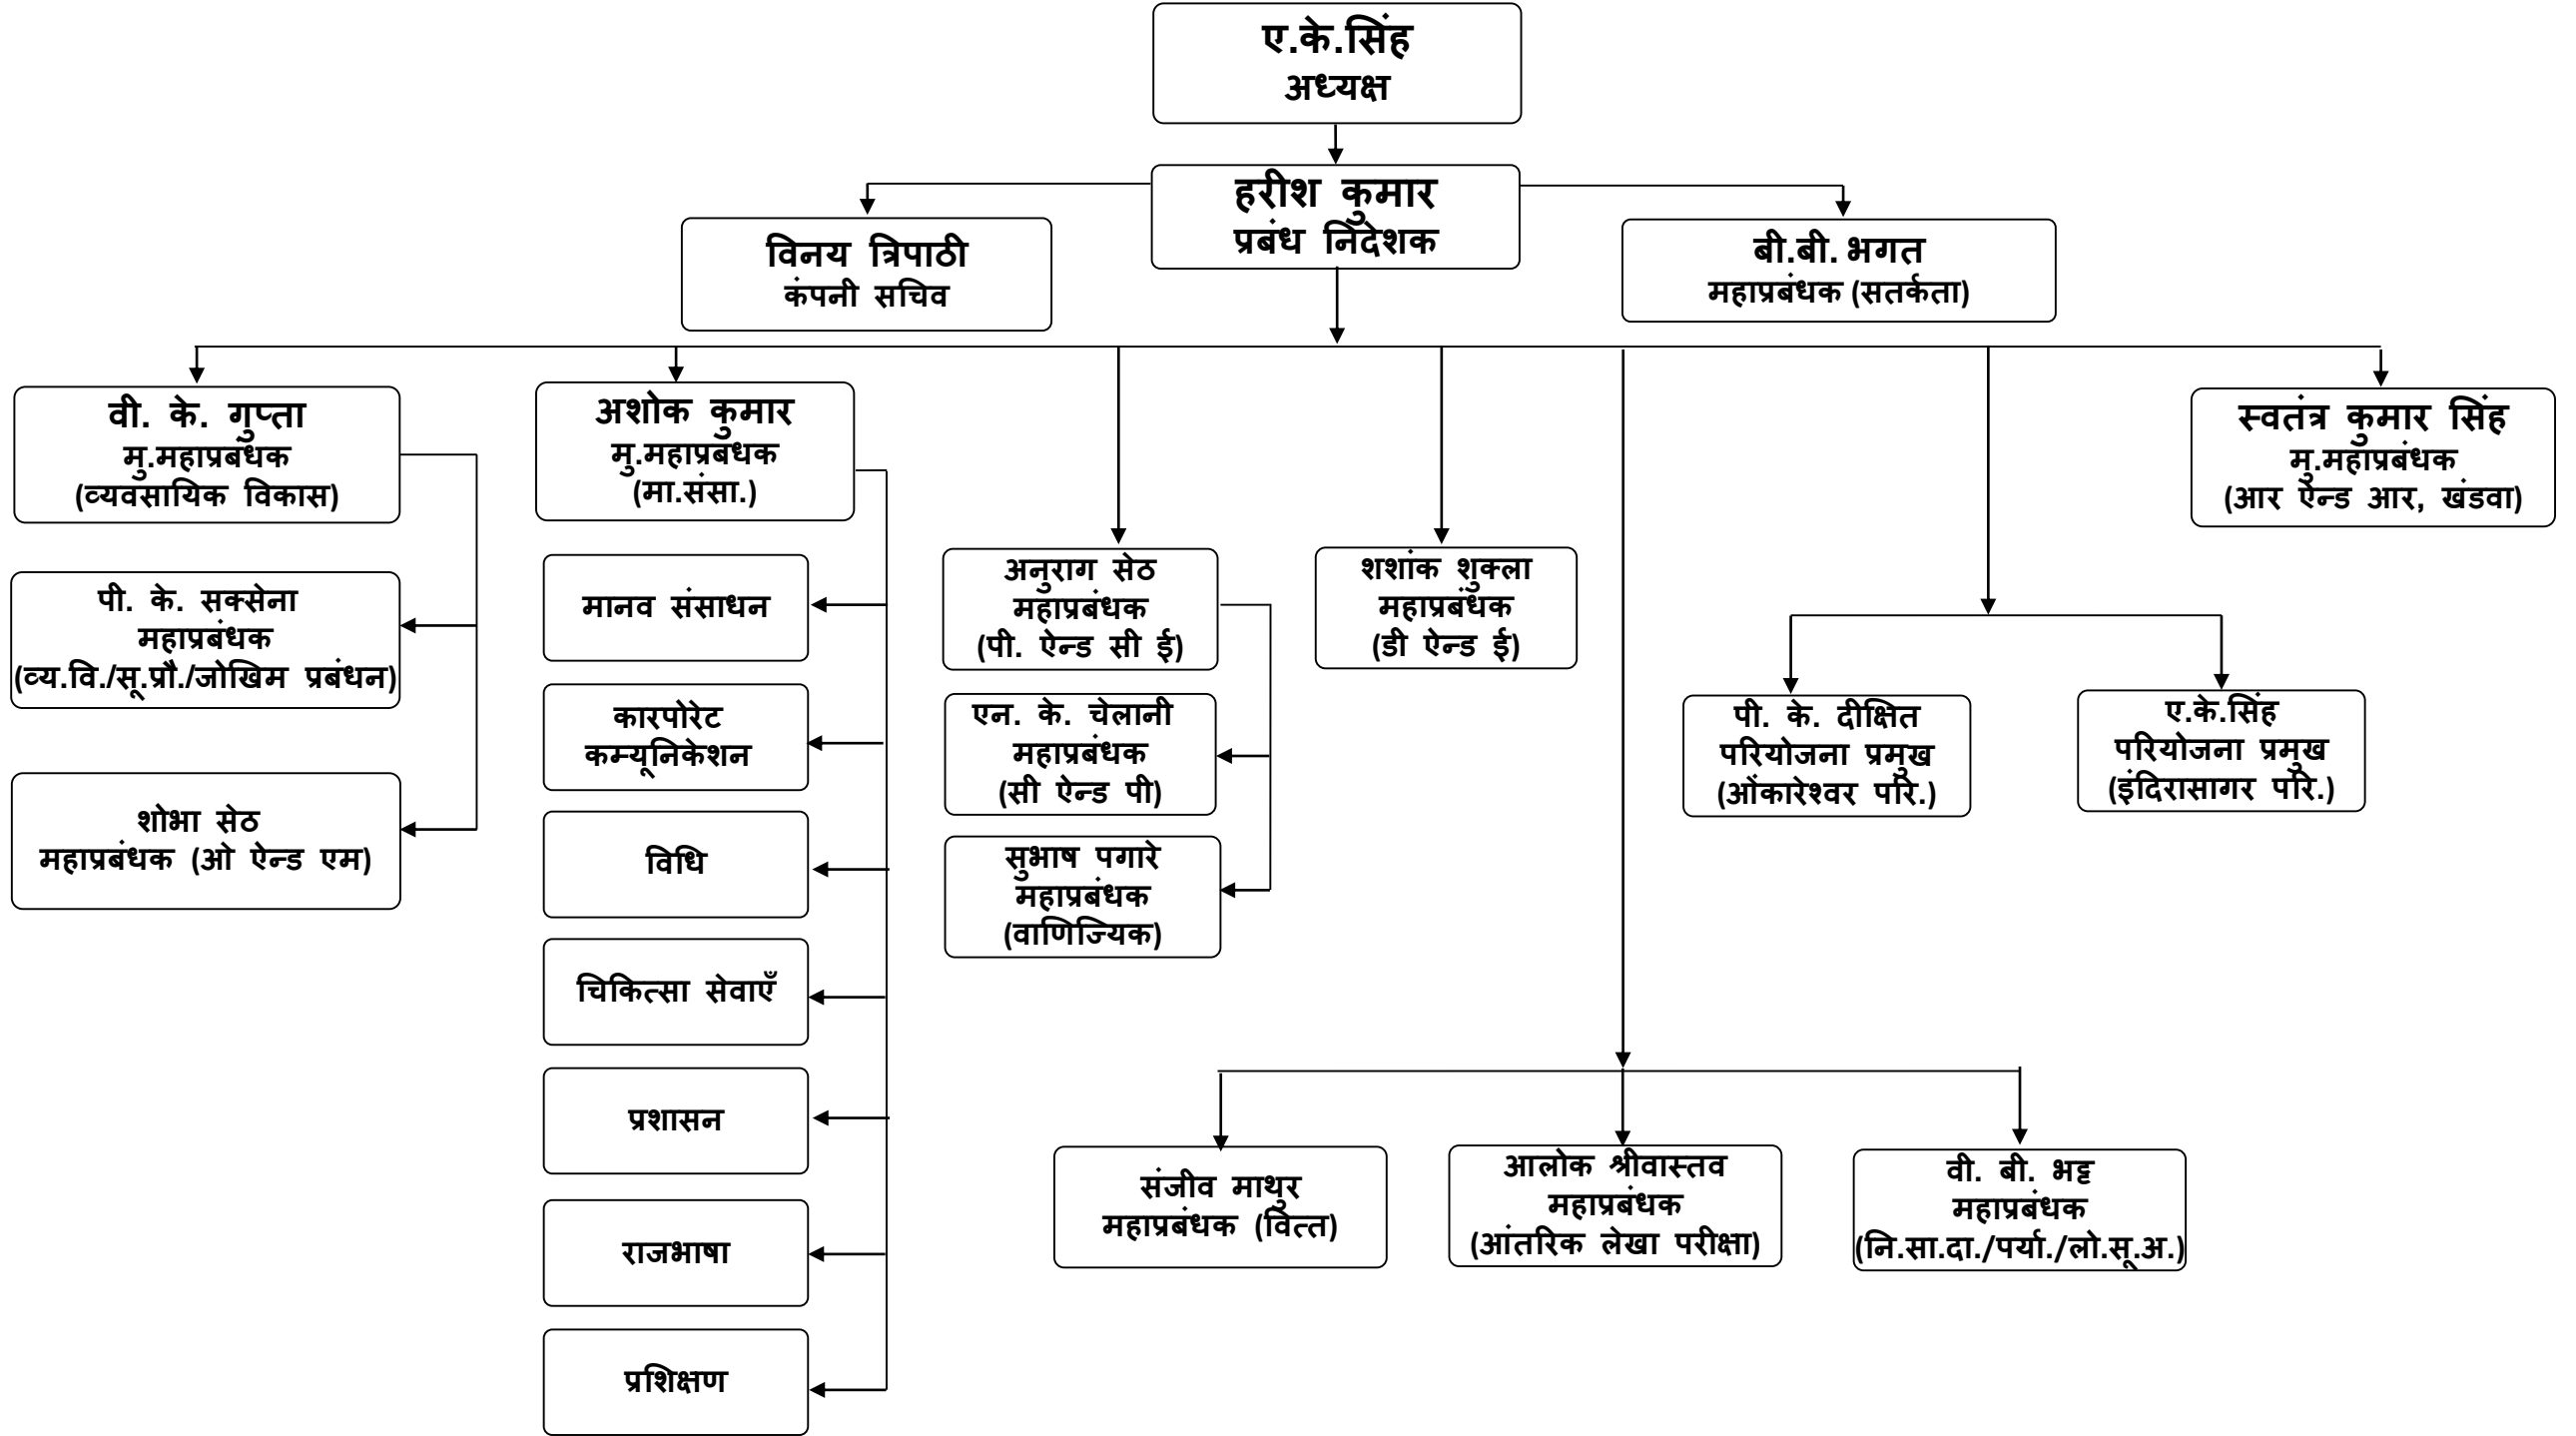 ए.के.सिंह
अध्यक्ष
हरीश कुमार
प्रबंध निदेशक
विनय त्रिपाठी
कंपनी सचिव
बी.बी. भगत
महाप्रबंधक (सतर्कता)
वी. के. गुप्ता
मु.महाप्रबंधक
(व्यवसायिक विकास)
अशोक कुमार
मु.महाप्रबंधक
(मा.संसा.)
स्वतंत्र कुमार सिंह
मु.महाप्रबंधक
(आर ऐन्ड आर, खंडवा)
पी. के. सक्सेना
महाप्रबंधक
(व्य.वि./सू.प्रौ./जोखिम प्रबंधन)
शोभा सेठ
महाप्रबंधक (ओ ऐन्ड एम)
मानव संसाधन
कारपोरेट
कम्यूनिकेशन
विधि
चिकित्सा सेवाएँ
प्रशासन
राजभाषा
प्रशिक्षण
अनुराग सेठ
महाप्रबंधक
(पी. ऐन्ड सी ई)
एन. के. चेलानी
महाप्रबंधक
(सी ऐन्ड पी)
सुभाष पगारे
महाप्रबंधक
(वाणिज्यिक)
शशांक शुक्ला
महाप्रबंधक
(डी ऐन्ड ई)
पी. के. दीक्षित
परियोजना प्रमुख
(ओंकारेश्वर परि.)
ए.के.सिंह
परियोजना प्रमुख
(इंदिरासागर परि.)
संजीव माथुर
महाप्रबंधक (वित्त)
आलोक श्रीवास्तव
महाप्रबंधक
(आंतरिक लेखा परीक्षा)
वी. बी. भट्ट
महाप्रबंधक
(नि.सा.दा./पर्या./लो.सू.अ.)